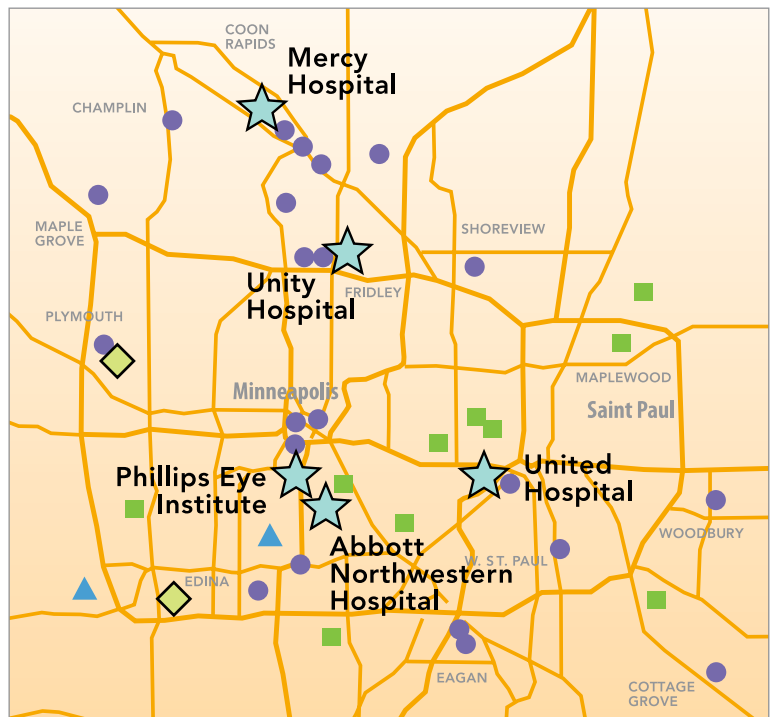 COON
RAPIDS
Mercy
Hospital
CHAMPLIN
MAPLE
GROVE
SHOREVIEW
Unity
Hospital
FRIDLEY
PLYMOUTH
MAPLEWOOD
Minneapolis
Saint Paul
Phillips Eye
Institute
United
Hospital
WOODBURY
Abbott
Northwestern
Hospital
W. ST. PAUL
EDINA
EAGAN
COTTAGE
GROVE